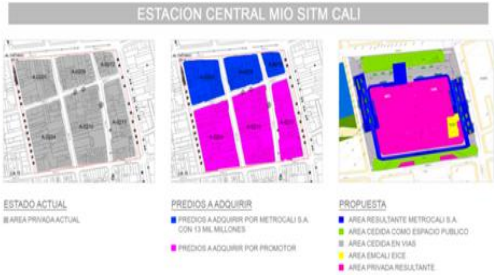 ESTACION CENTRAL MIO SITM CALI
ESTADO ACTUAL
AREA PRIVADA ACTUAL
PREDIOS A ADQUIRIR
PREDIOS A ADQUIRIR POR METROCALI S.A.
CON 13 MIL MILLONES
PREDIOS A ADQUIRIR POR PROMOTOR
PROPUESTA
AREA RESULTANTE METROCALI S.A.
AREA CEDIDA COMO ESPACIO PUBLICO
AREA CEDIDA EN VIAS
AREA EMCALI EICE
AREA PRIVADA RESULTANTE